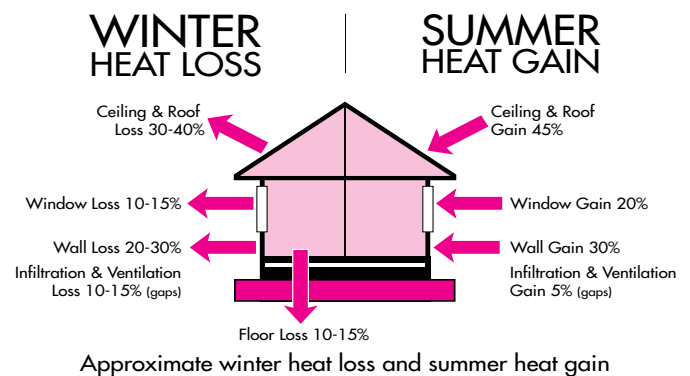 WINTER
HEAT LOSS
SUMMER
HEAT GAIN
Ceiling & Roof
Loss 30-40%
Ceiling & Roof
Gain 45%
Window Loss 10-15%
Window Gain 20%
Wall Loss 20-30%
Wall Gain 30%
Infiltration & Ventilation
Loss 10-15% (gaps)
Infiltration & Ventilation
Gain 5% (gaps)
Floor Loss 10-15%
Approximate winter heat loss and summer heat gain